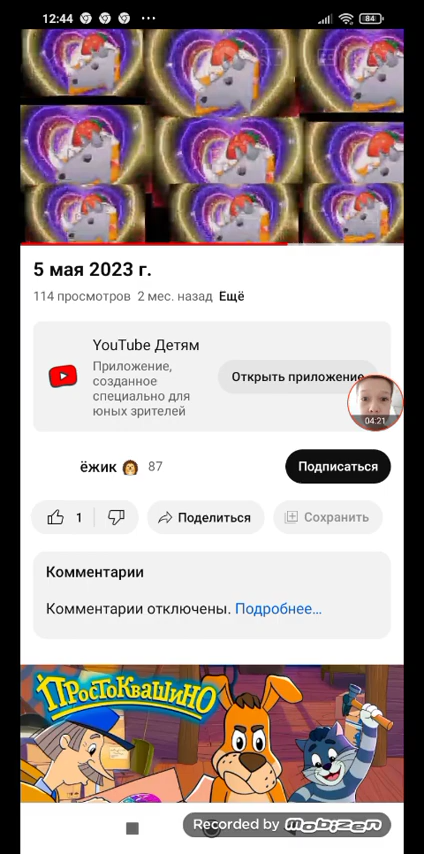 12:44 84
5 мая 2023 г.
114 просмотров 2 мес. назад Ещё
YouTube Детям
Приложение,
созданное
специально для
юных зрителей
Открыть приложение
04:21
ёжик 87
Подписаться
1 Поделиться Сохранить
Комментарии
Комментарии отключены. Подробнее…
ПРОСТОКВАШИНО
Recorded by mobizen